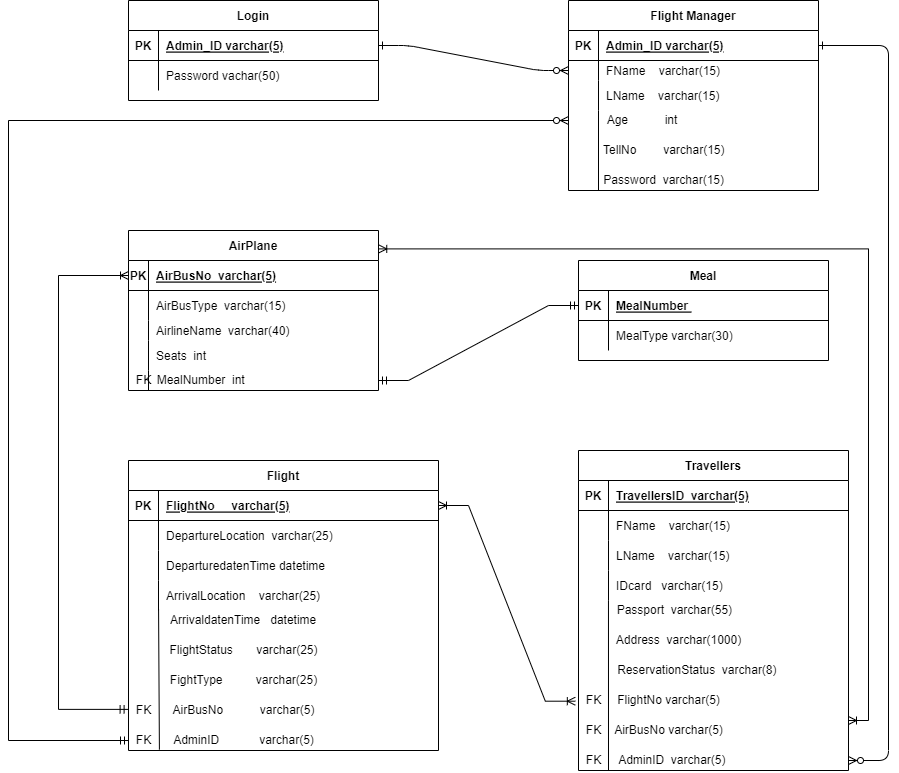 Login
PK Admin_ID varchar(5)
Password vachar(50)
Flight Manager
PK Admin_ID varchar(5)
FName varchar(15)
LName varchar(15)
Age int
TellNo varchar(15)
Password varchar(15)
AirPlane
PK AirBusNo varchar(5)
AirBusType varchar(15)
AirlineName varchar(40)
Seats int
FK MealNumber int
Meal
PK MealNumber
MealType varchar(30)
Flight
PK FlightNo varchar(5)
DepartureLocation varchar(25)
DeparturedatenTime datetime
ArrivalLocation varchar(25)
ArrivaldatenTime datetime
FlightStatus varchar(25)
FightType varchar(25)
FK AirBusNo varchar(5)
FK AdminID varchar(5)
Travellers
PK TravellersID varchar(5)
FName varchar(15)
LName varchar(15)
IDcard varchar(15)
Passport varchar(55)
Address varchar(1000)
ReservationStatus varchar(8)
FK FlightNo varchar(5)
FK AirBusNo varchar(5)
FK AdminID varchar(5)